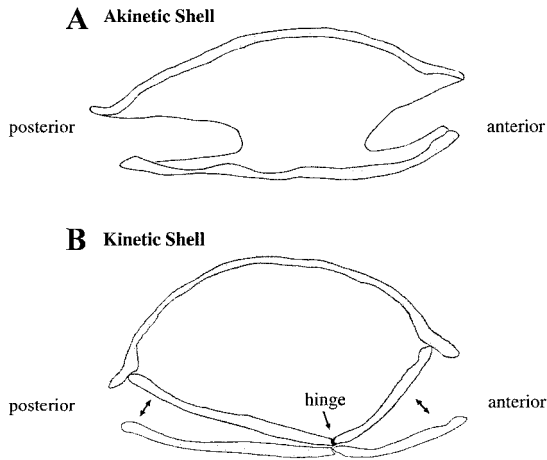 A Akinetic Shell
posterior
anterior
B Kinetic Shell
hinge
posterior
anterior